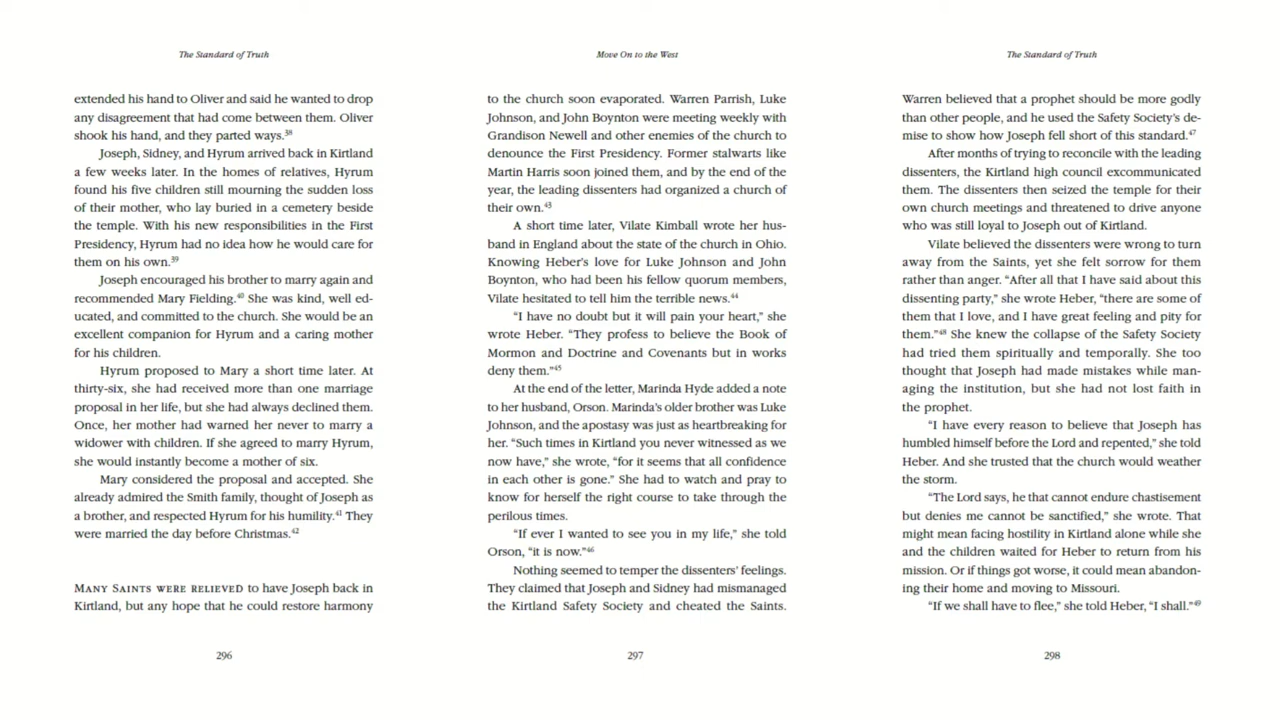 The Standard of Truth
extended his hand to Oliver and said he wanted to drop
any disagreement that had come between them. Oliver
shook his hand, and they parted ways.³⁸
Joseph, Sidney, and Hyrum arrived back in Kirtland
a few weeks later. In the homes of relatives, Hyrum
found his five children still mourning the sudden loss
of their mother, who lay buried in a cemetery beside
the temple. With his new responsibilities in the First
Presidency, Hyrum had no idea how he would care for
them on his own.³⁹
Joseph encouraged his brother to marry again and
recommended Mary Fielding.⁴⁰ She was kind, well ed-
ucated, and committed to the church. She would be an
excellent companion for Hyrum and a caring mother
for his children.
Hyrum proposed to Mary a short time later. At
thirty-six, she had received more than one marriage
proposal in her life, but she had always declined them.
Once, her mother had warned her never to marry a
widower with children. If she agreed to marry Hyrum,
she would instantly become a mother of six.
Mary considered the proposal and accepted. She
already admired the Smith family, thought of Joseph as
a brother, and respected Hyrum for his humility.⁴¹ They
were married the day before Christmas.⁴²
Many Saints were relieved to have Joseph back in
Kirtland, but any hope that he could restore harmony
296
Move On to the West
to the church soon evaporated. Warren Parrish, Luke
Johnson, and John Boynton were meeting weekly with
Grandison Newell and other enemies of the church to
denounce the First Presidency. Former stalwarts like
Martin Harris soon joined them, and by the end of the
year, the leading dissenters had organized a church of
their own.⁴³
A short time later, Vilate Kimball wrote her hus-
band in England about the state of the church in Ohio.
Knowing Heber's love for Luke Johnson and John
Boynton, who had been his fellow quorum members,
Vilate hesitated to tell him the terrible news.⁴⁴
"I have no doubt but it will pain your heart," she
wrote Heber. "They profess to believe the Book of
Mormon and Doctrine and Covenants but in works
deny them."⁴⁵
At the end of the letter, Marinda Hyde added a note
to her husband, Orson. Marinda's older brother was Luke
Johnson, and the apostasy was just as heartbreaking for
her. "Such times in Kirtland you never witnessed as we
now have," she wrote, "for it seems that all confidence
in each other is gone." She had to watch and pray to
know for herself the right course to take through the
perilous times.
"If ever I wanted to see you in my life," she told
Orson, "it is now."⁴⁶
Nothing seemed to temper the dissenters' feelings.
They claimed that Joseph and Sidney had mismanaged
the Kirtland Safety Society and cheated the Saints.
297
The Standard of Truth
Warren believed that a prophet should be more godly
than other people, and he used the Safety Society's de-
mise to show how Joseph fell short of this standard.⁴⁷
After months of trying to reconcile with the leading
dissenters, the Kirtland high council excommunicated
them. The dissenters then seized the temple for their
own church meetings and threatened to drive anyone
who was still loyal to Joseph out of Kirtland.
Vilate believed the dissenters were wrong to turn
away from the Saints, yet she felt sorrow for them
rather than anger. "After all that I have said about this
dissenting party," she wrote Heber, "there are some of
them that I love, and I have great feeling and pity for
them."⁴⁸ She knew the collapse of the Safety Society
had tried them spiritually and temporally. She too
thought that Joseph had made mistakes while man-
aging the institution, but she had not lost faith in
the prophet.
"I have every reason to believe that Joseph has
humbled himself before the Lord and repented," she told
Heber. And she trusted that the church would weather
the storm.
"The Lord says, he that cannot endure chastisement
but denies me cannot be sanctified," she wrote. That
might mean facing hostility in Kirtland alone while she
and the children waited for Heber to return from his
mission. Or if things got worse, it could mean abandon-
ing their home and moving to Missouri.
"If we shall have to flee," she told Heber, "I shall."⁴⁹
298